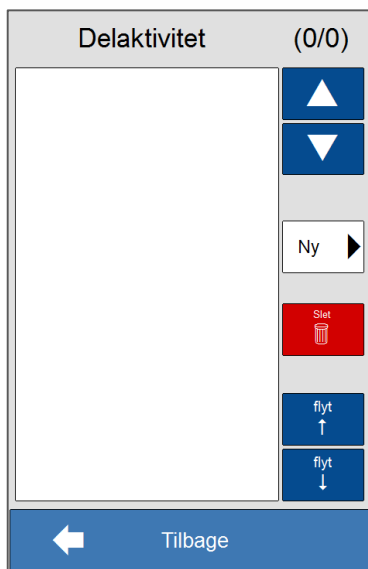 Delaktivitet (0/0)
Ny
Slet
flyt
↑
flyt
↓
Tilbage